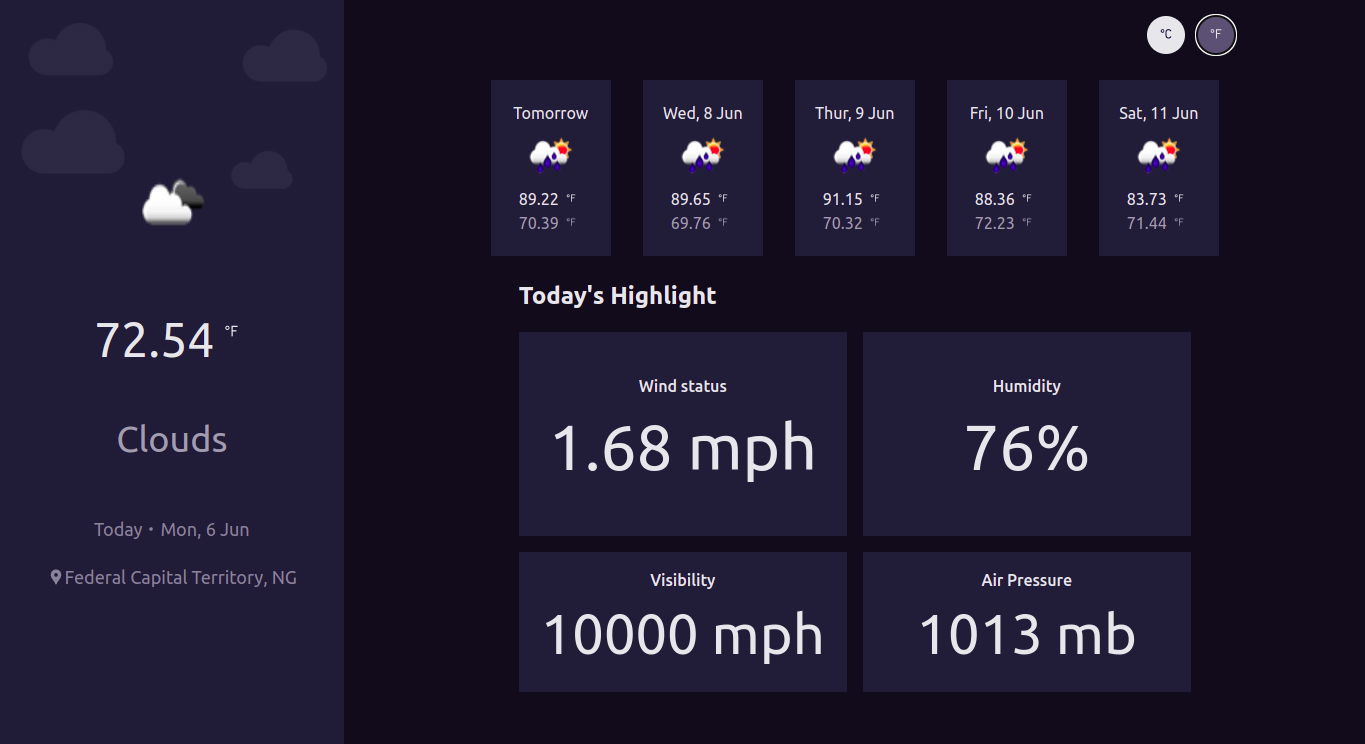 °C °F
Tomorrow
89.22 °F
70.39 °F
Wed, 8 Jun
89.65 °F
69.76 °F
Thur, 9 Jun
91.15 °F
70.32 °F
Fri, 10 Jun
88.36 °F
72.23 °F
Sat, 11 Jun
83.73 °F
71.44 °F
72.54 °F
Clouds
Today • Mon, 6 Jun
Federal Capital Territory, NG
Today's Highlight
Wind status
1.68 mph
Humidity
76%
Visibility
10000 mph
Air Pressure
1013 mb